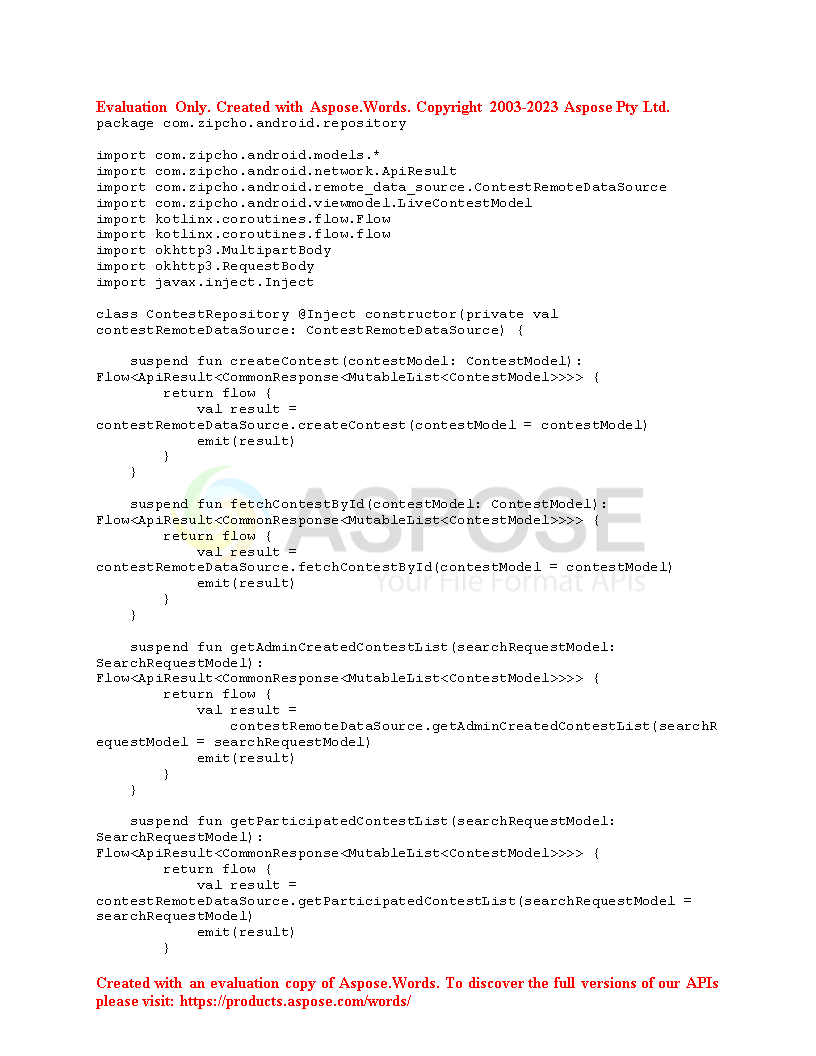 Evaluation Only. Created with Aspose.Words. Copyright 2003-2023 Aspose Pty Ltd.
package com.zipcho.android.repository

import com.zipcho.android.models.*
import com.zipcho.android.network.ApiResult
import com.zipcho.android.remote_data_source.ContestRemoteDataSource
import com.zipcho.android.viewmodel.LiveContestModel
import kotlinx.coroutines.flow.Flow
import kotlinx.coroutines.flow.flow
import okhttp3.MultipartBody
import okhttp3.RequestBody
import javax.inject.Inject

class ContestRepository @Inject constructor(private val
contestRemoteDataSource: ContestRemoteDataSource) {

    suspend fun createContest(contestModel: ContestModel):
Flow<ApiResult<CommonResponse<MutableList<ContestModel>>>> {
        return flow {
            val result =
contestRemoteDataSource.createContest(contestModel = contestModel)
            emit(result)
        }
    }

    suspend fun fetchContestById(contestModel: ContestModel):
Flow<ApiResult<CommonResponse<MutableList<ContestModel>>>> {
        return flow {
            val result =
contestRemoteDataSource.fetchContestById(contestModel = contestModel)
            emit(result)
        }
    }
ASPOSE
Your File Format APIs

    suspend fun getAdminCreatedContestList(searchRequestModel:
SearchRequestModel):
Flow<ApiResult<CommonResponse<MutableList<ContestModel>>>> {
        return flow {
            val result =
                contestRemoteDataSource.getAdminCreatedContestList(searchR
equestModel = searchRequestModel)
            emit(result)
        }
    }

    suspend fun getParticipatedContestList(searchRequestModel:
SearchRequestModel):
Flow<ApiResult<CommonResponse<MutableList<ContestModel>>>> {
        return flow {
            val result =
contestRemoteDataSource.getParticipatedContestList(searchRequestModel =
searchRequestModel)
            emit(result)
        }

Created with an evaluation copy of Aspose.Words. To discover the full versions of our APIs
please visit: https://products.aspose.com/words/